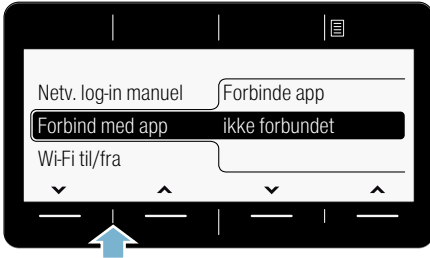 Netv. log-in manuel
Forbinde app
Forbind med app
ikke forbundet
Wi-Fi til/fra